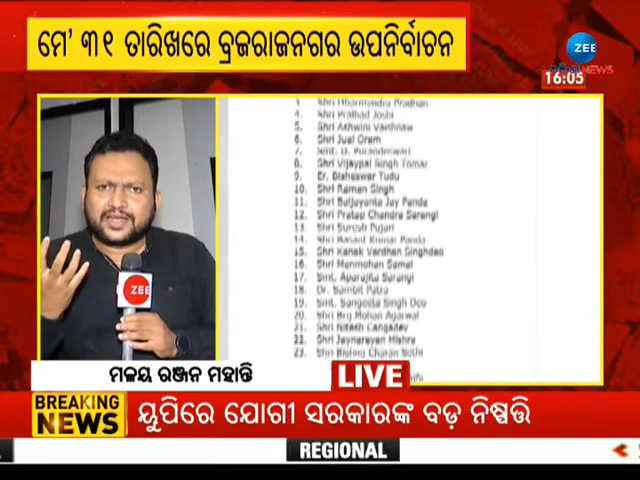 ମେ' ୩୧ ତାରିଖରେ ବ୍ରଜରାଜନଗର ଉପନିର୍ବାଚନ
ZEE
NEWS
16:05
3. Shri Dharmendra Pradhan
4. Shri Pralhad Joshi
5. Shri Ashwini Vaishnaw
6. Shri Jual Oram
7. Smt. D. Purandeswari
8. Shri Vijaypal Singh Tomar
9. Er. Bisheswar Tudu
10. Shri Raman Singh
11. Shri Baijayanta Jay Panda
12. Shri Pratap Chandra Sarangi
13. Shri Suresh Pujari
14. Shri Basant Kumar Panda
15. Shri Kanak Vardhan Singhdeo
16. Shri Manmohan Samal
17. Smt. Aparajita Sarangi
18. Dr. Sambit Patra
19. Smt. Sangeeta Singh Deo
20. Shri Brij Mohan Agarwal
21. Shri Nitesh Gangadev
22. Shri Jaynarayan Mishra
23. Shri Bishnu Charan Sethi
ZEE
ମଳୟ ରଞ୍ଜନ ମହାନ୍ତି
LIVE
BREAKING NEWS
ୟୁପିରେ ଯୋଗୀ ସରକାରଙ୍କ ବଡ଼ ନିଷ୍ପତ୍ତି
REGIONAL